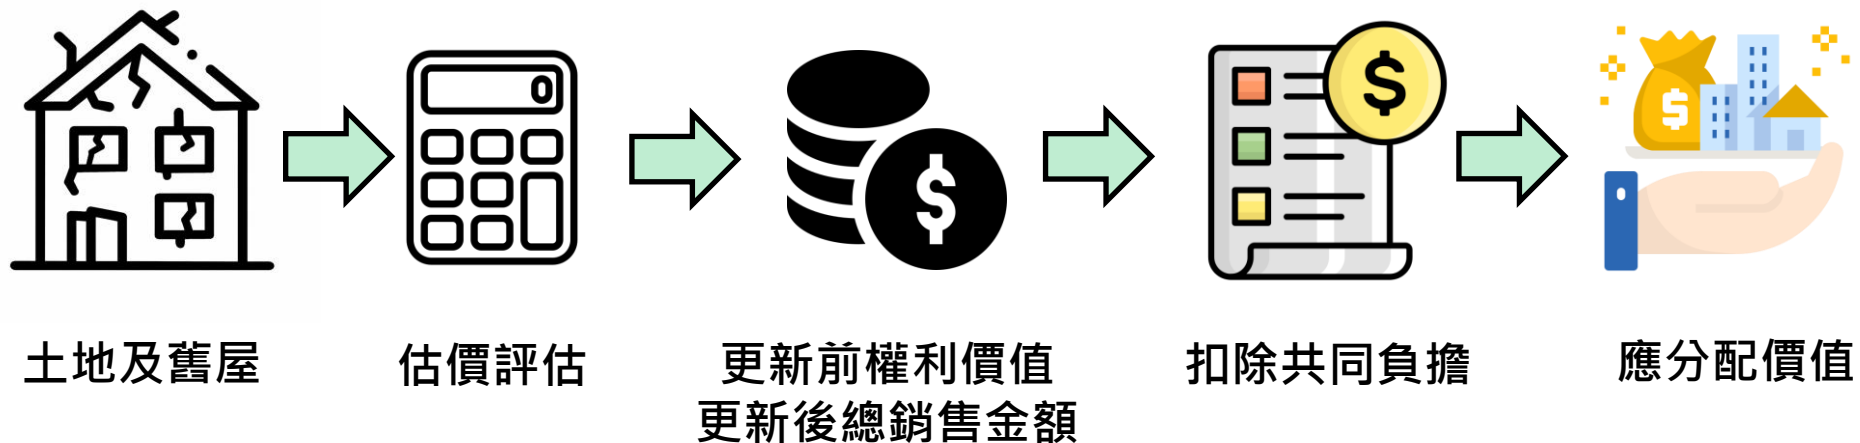 0
$
$
$
土地及舊屋
估價評估
更新前權利價值
更新後總銷售金額
扣除共同負擔
應分配價值